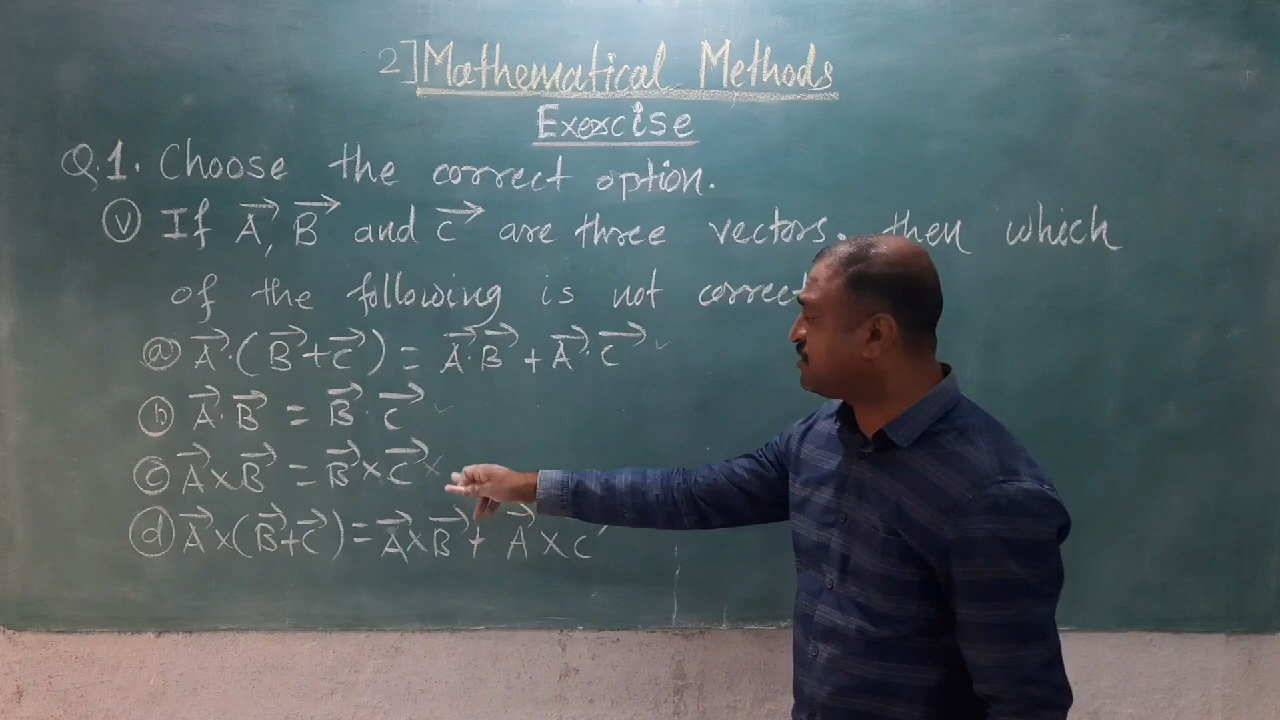 2] Mathematical Methods
Exercise
Q.1. Choose the correct option.
(v) If A⃗, B⃗ and C⃗ are three vectors. then which
of the following is not correct
(a) A⃗·(B⃗+C⃗) = A⃗·B⃗ + A⃗·C⃗ ✓
(b) A⃗·B⃗ = B⃗·C⃗ ✓
(c) A⃗×B⃗ = B⃗×C⃗ ×
(d) A⃗×(B⃗+C⃗) = A⃗×B⃗ + A⃗×C